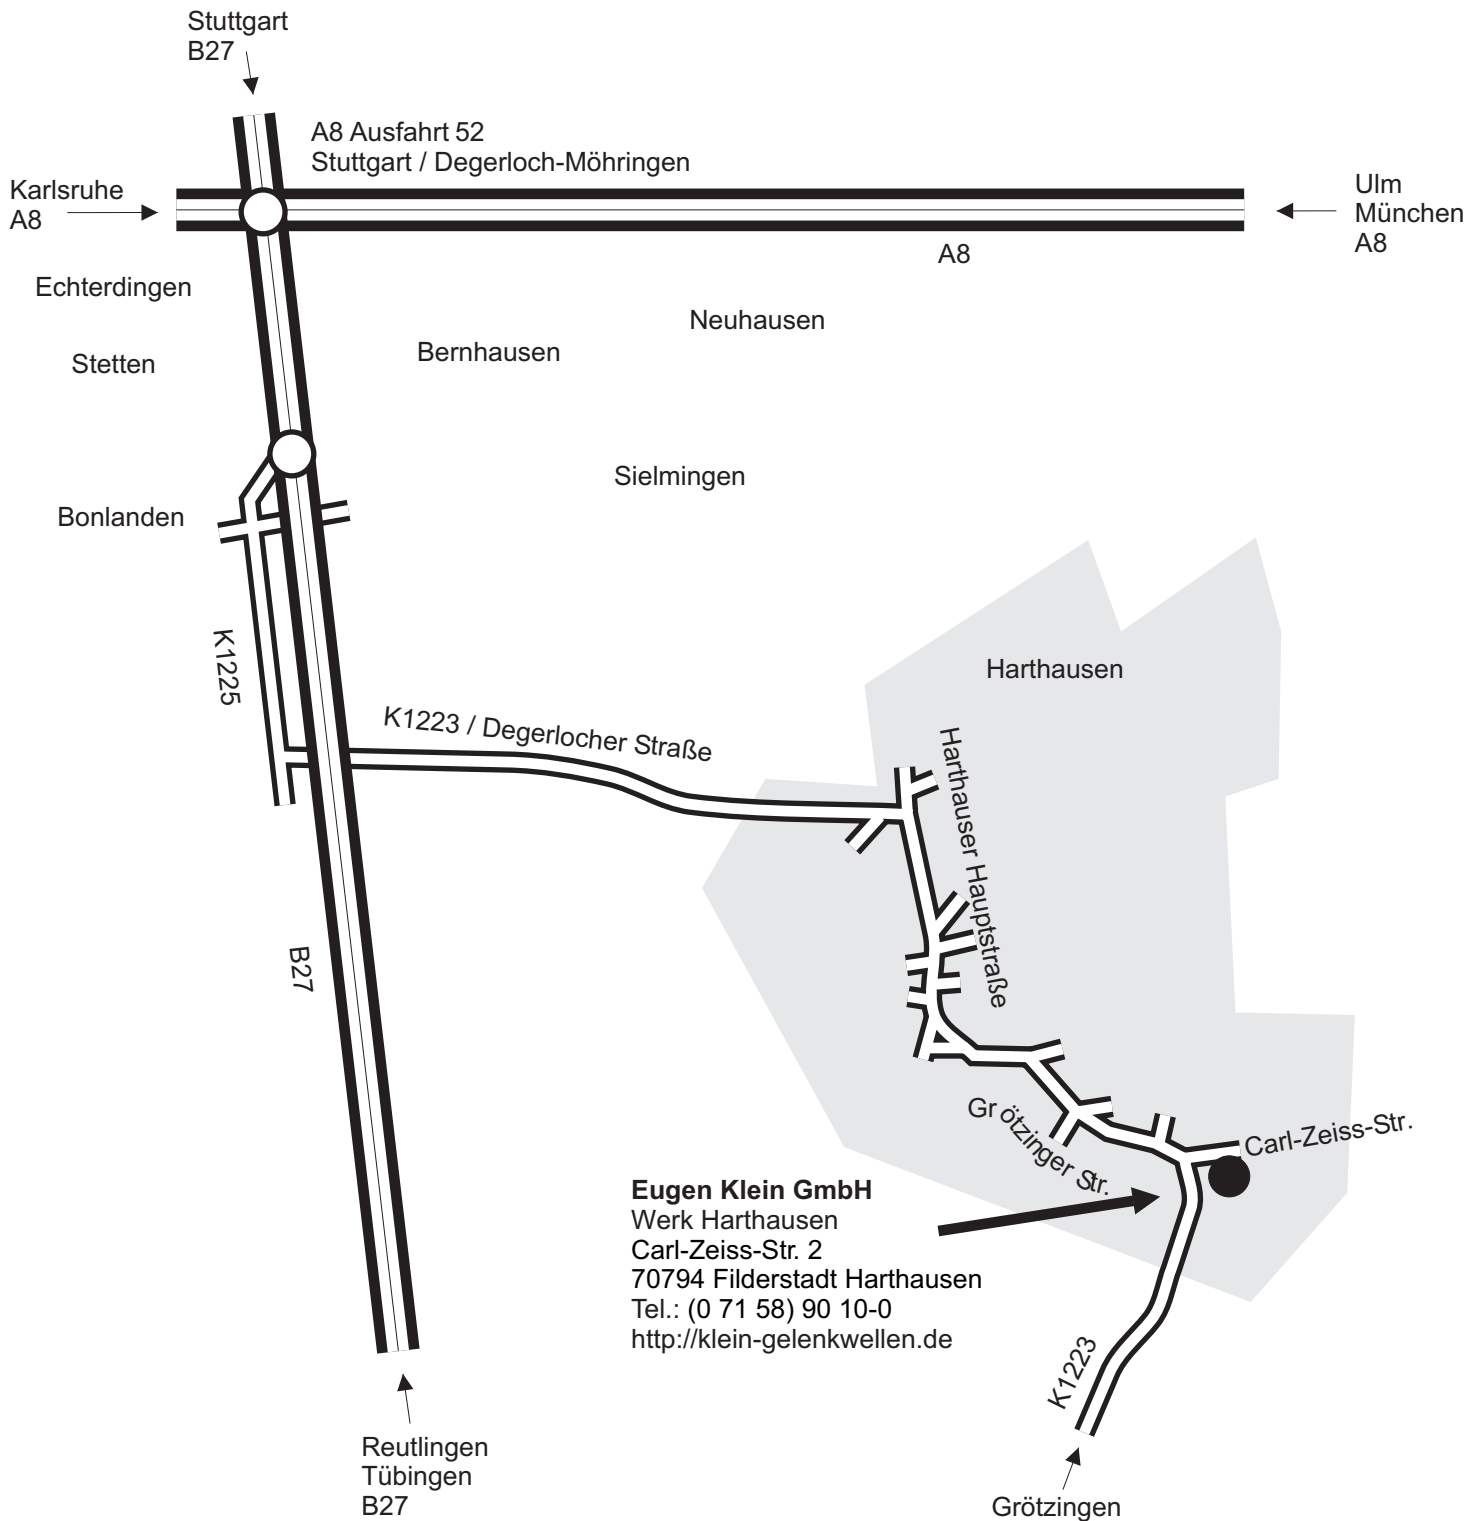 Stuttgart
B27
A8 Ausfahrt 52
Stuttgart / Degerloch-Möhringen
Karlsruhe
A8
Ulm
München
A8
A8
Echterdingen
Neuhausen
Bernhausen
Stetten
Sielmingen
Bonlanden
K1225
Harthausen
K1223 / Degerlocher Straße
Harthauser Hauptstraße
B27
Grötzinger Str.
Carl-Zeiss-Str.
Eugen Klein GmbH
Werk Harthausen
Carl-Zeiss-Str. 2
70794 Filderstadt Harthausen
Tel.: (0 71 58) 90 10-0
http://klein-gelenkwellen.de
K1223
Reutlingen
Tübingen
B27
Grötzingen